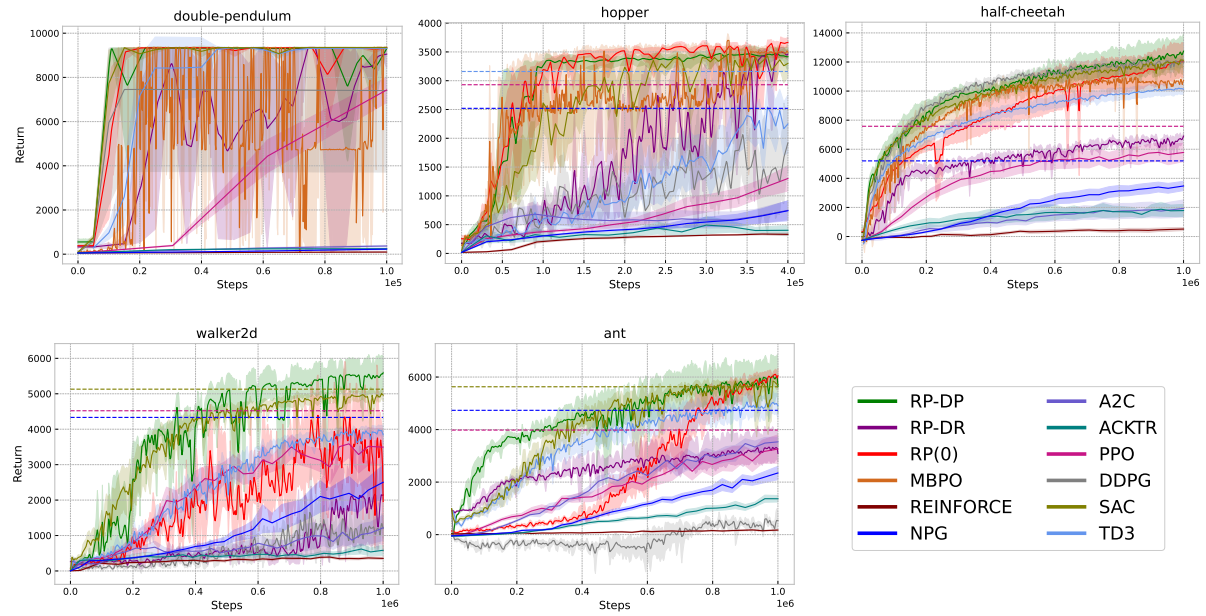 double-pendulum
10000
8000
6000
4000
2000
0
Return
0.0 0.2 0.4 0.6 0.8 1.0
Steps
1e5
hopper
4000
3500
3000
2500
2000
1500
1000
500
0
0.0 0.5 1.0 1.5 2.0 2.5 3.0 3.5 4.0
Steps
1e5
half-cheetah
14000
12000
10000
8000
6000
4000
2000
0
0.0 0.2 0.4 0.6 0.8 1.0
Steps
1e6
walker2d
6000
5000
4000
3000
2000
1000
0
Return
0.0 0.2 0.4 0.6 0.8 1.0
Steps
1e6
ant
6000
4000
2000
0
0.0 0.2 0.4 0.6 0.8 1.0
Steps
1e6
RP-DP
RP-DR
RP(0)
MBPO
REINFORCE
NPG
A2C
ACKTR
PPO
DDPG
SAC
TD3